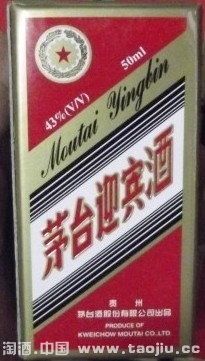 43%(V/V)
50ml
Moutai Yingbin
茅台迎宾酒
贵州
茅台酒股份有限公司出品
PRODUCE OF
KWEICHOW MOUTAI CO.,LTD.
淘酒.中国 www.taojiu.cc